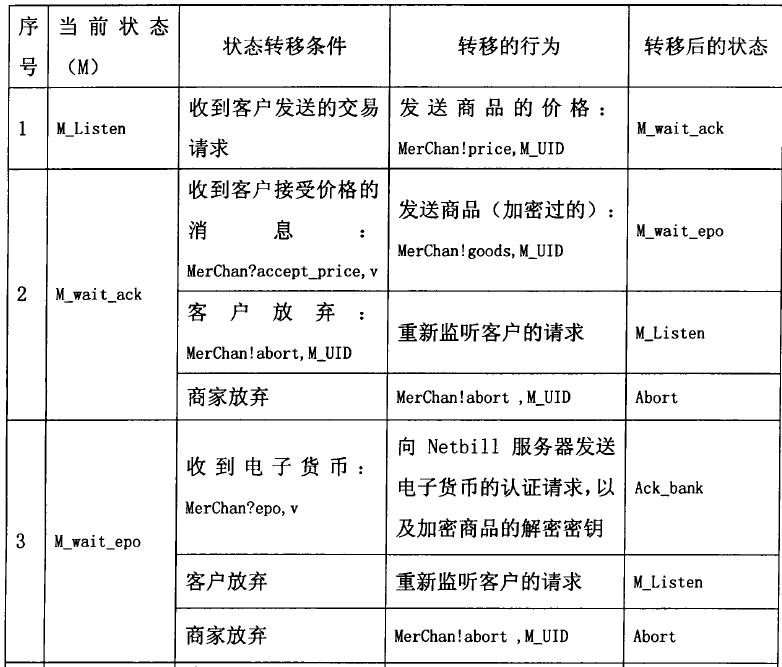 序号
当前状态（M）
状态转移条件
转移的行为
转移后的状态
1
M_Listen
收到客户发送的交易
请求
发送商品的价格：
MerChan!price,M_UID
M_wait_ack
2
M_wait_ack
收到客户接受价格的
消息：
MerChan?accept_price,v
发送商品（加密过的）：
MerChan!goods,M_UID
M_wait_epo
客户放弃：
MerChan!abort,M_UID
重新监听客户的请求
M_Listen
商家放弃
MerChan!abort ,M_UID
Abort
3
M_wait_epo
收到电子货币：
MerChan?epo,v
向 Netbill 服务器发送
电子货币的认证请求，以
及加密商品的解密密钥
Ack_bank
客户放弃
重新监听客户的请求
M_Listen
商家放弃
MerChan!abort ,M_UID
Abort